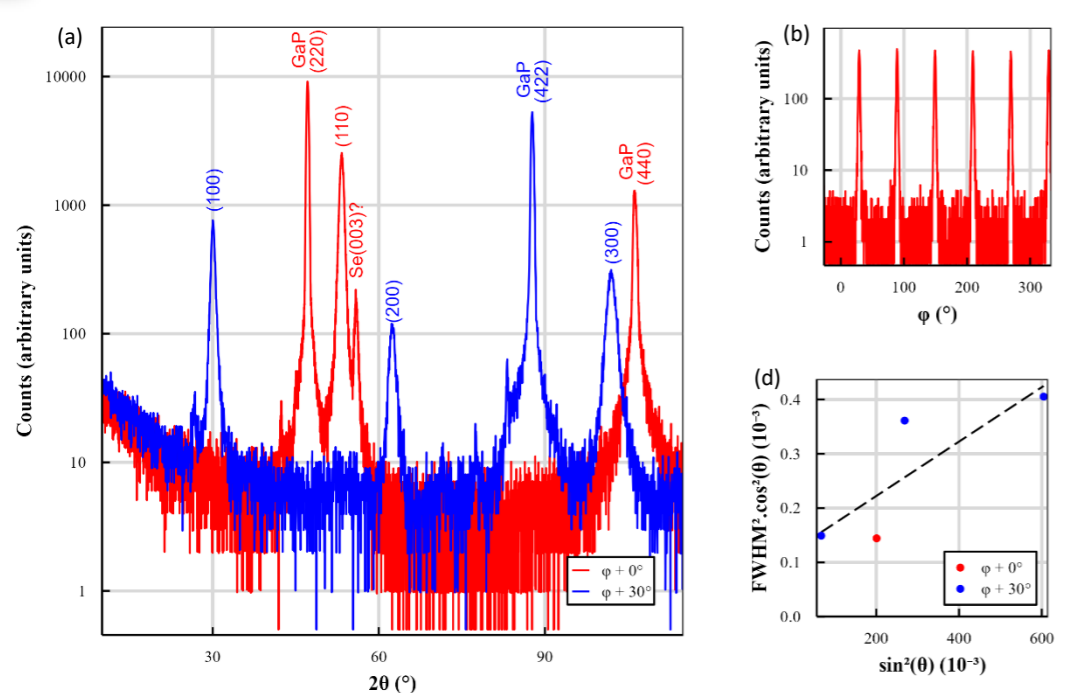 (a)
GaP
(220)
(110)
Se(003)?
(100)
(200)
GaP
(422)
(300)
GaP
(440)
10000
1000
100
10
1
Counts (arbitrary units)
30
60
90
2θ (°)
φ + 0°
φ + 30°
(b)
100
10
1
Counts (arbitrary units)
0
100
200
300
φ (°)
(d)
0.4
0.3
0.2
0.1
0.0
FWHM².cos²(θ) (10⁻³)
200
400
600
sin²(θ) (10⁻³)
φ + 0°
φ + 30°